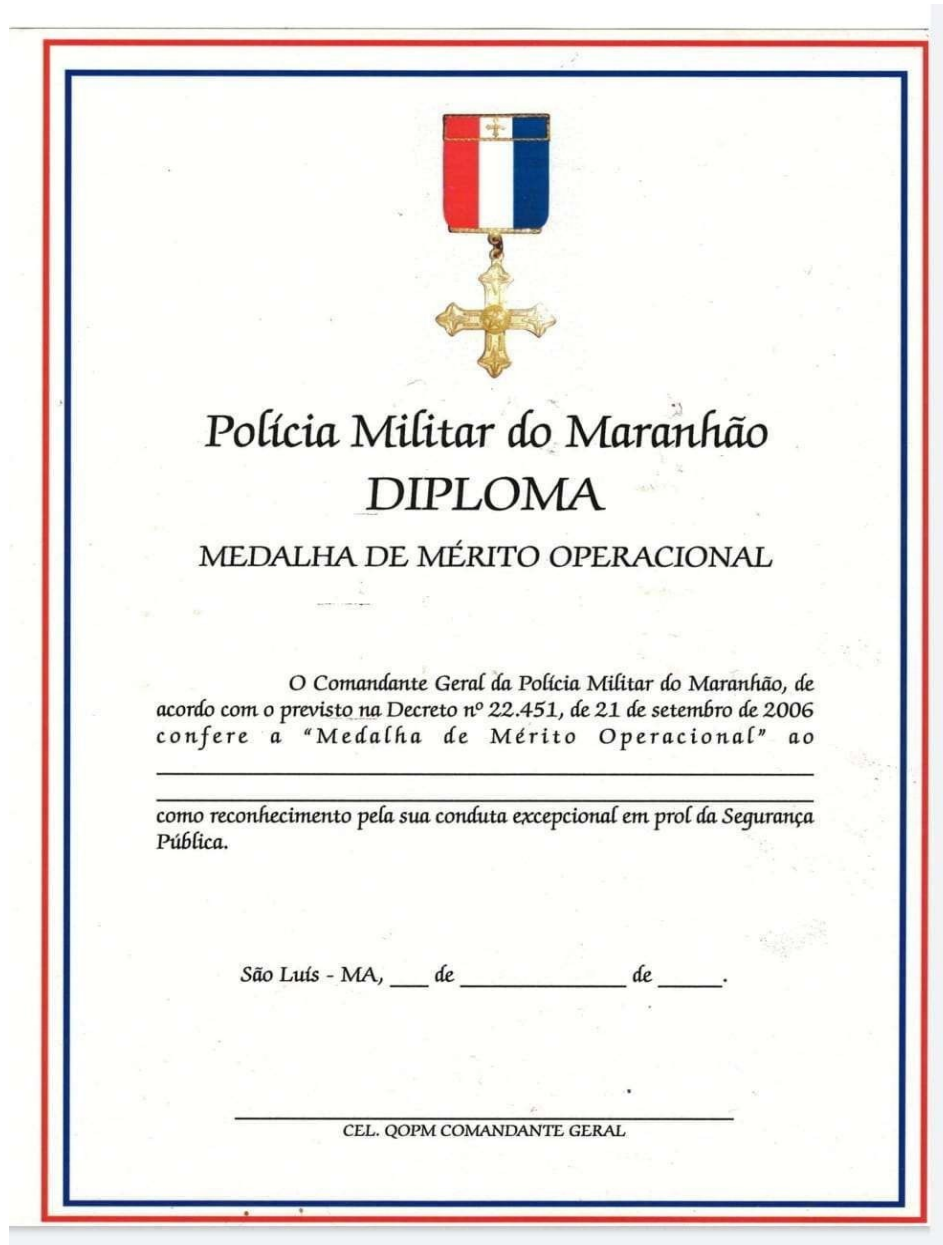 Polícia Militar do Maranhão
DIPLOMA
MEDALHA DE MÉRITO OPERACIONAL
O Comandante Geral da Polícia Militar do Maranhão, de
acordo com o previsto na Decreto nº 22.451, de 21 de setembro de 2006
confere a "Medalha de Mérito Operacional" ao
como reconhecimento pela sua conduta excepcional em prol da Segurança
Pública.
São Luís - MA, ___ de _____________ de _____.
CEL. QOPM COMANDANTE GERAL